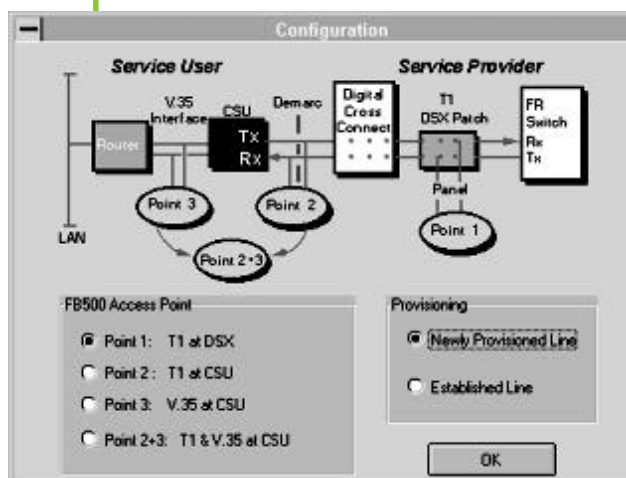 Configuration
Service User
Service Provider
V.35
Interface
CSU
Demarc
Digital
Cross
Connect
T1
DSX Patch
FR
Switch
Rx
Tx
Router
Tx
Rx
Panel
Point 3
Point 2
Point 1
LAN
Point 2+3
FB500 Access Point
Point 1: T1 at DSX
Point 2: T1 at CSU
Point 3: V.35 at CSU
Point 2+3: T1 & V.35 at CSU
Provisioning
Newly Provisioned Line
Established Line
OK